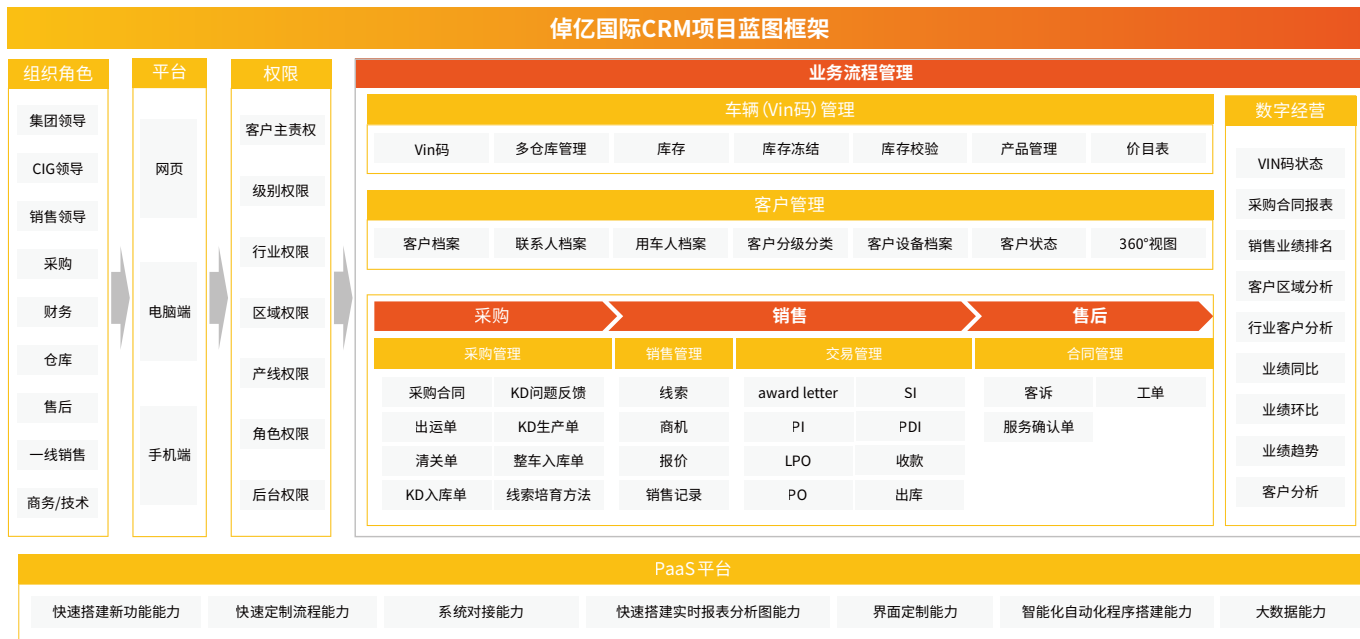 倬亿国际CRM项目蓝图框架
组织角色
集团领导
CIG领导
销售领导
采购
财务
仓库
售后
一线销售
商务/技术
平台
网页
电脑端
手机端
权限
客户主责权
级别权限
行业权限
区域权限
产线权限
角色权限
后台权限
业务流程管理
车辆(Vin码)管理
Vin码 多仓库管理 库存 库存冻结 库存校验 产品管理 价目表
客户管理
客户档案 联系人档案 用车人档案 客户分级分类 客户设备档案 客户状态 360°视图
采购 销售 售后
采购管理 销售管理 交易管理 合同管理
采购合同 KD问题反馈 线索 award letter SI 客诉 工单
出运单 KD生产单 商机 PI PDI 服务确认单
清关单 整车入库单 报价 LPO 收款
KD入库单 线索培育方法 销售记录 PO 出库
数字经营
VIN码状态
采购合同报表
销售业绩排名
客户区域分析
行业客户分析
业绩同比
业绩环比
业绩趋势
客户分析
PaaS平台
快速搭建新功能能力 快速定制流程能力 系统对接能力 快速搭建实时报表分析图能力 界面定制能力 智能化自动化程序搭建能力 大数据能力